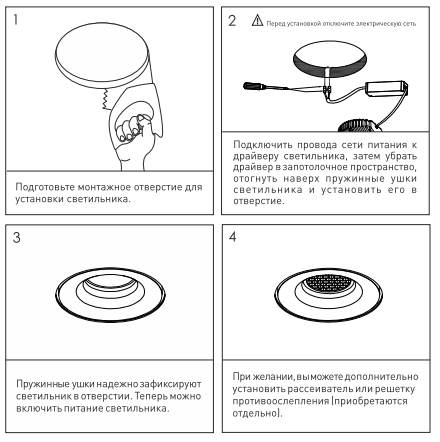 1
Подготовьте монтажное отверстие для
установки светильника.
2
Перед установкой отключите электрическую сеть
Подключить провода сети питания к
драйверу светильника, затем убрать
драйвер в запотолочное пространство,
отогнуть наверх пружинные ушки
светильника и установить его в
отверстие.
3
Пружинные ушки надежно зафиксируют
светильник в отверстии. Теперь можно
включить питание светильника.
4
При желании, выможете дополнительно
установить рассеиватель или решетку
противоослепления (приобретаются
отдельно).